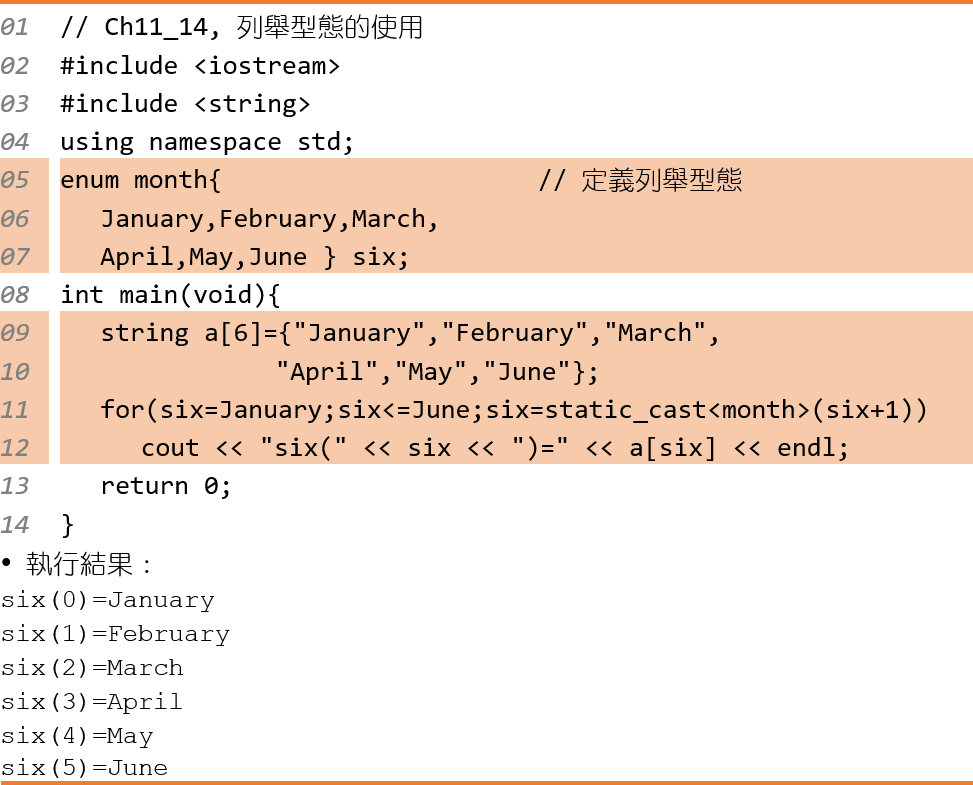 01 // Ch11_14, 列舉型態的使用
02 #include <iostream>
03 #include <string>
04 using namespace std;
05 enum month{ // 定義列舉型態
06 January,February,March,
07 April,May,June } six;
08 int main(void){
09 string a[6]={"January","February","March",
10 "April","May","June"};
11 for(six=January;six<=June;six=static_cast<month>(six+1))
12 cout << "six(" << six << ")=" << a[six] << endl;
13 return 0;
14 }
• 執行結果：
six(0)=January
six(1)=February
six(2)=March
six(3)=April
six(4)=May
six(5)=June